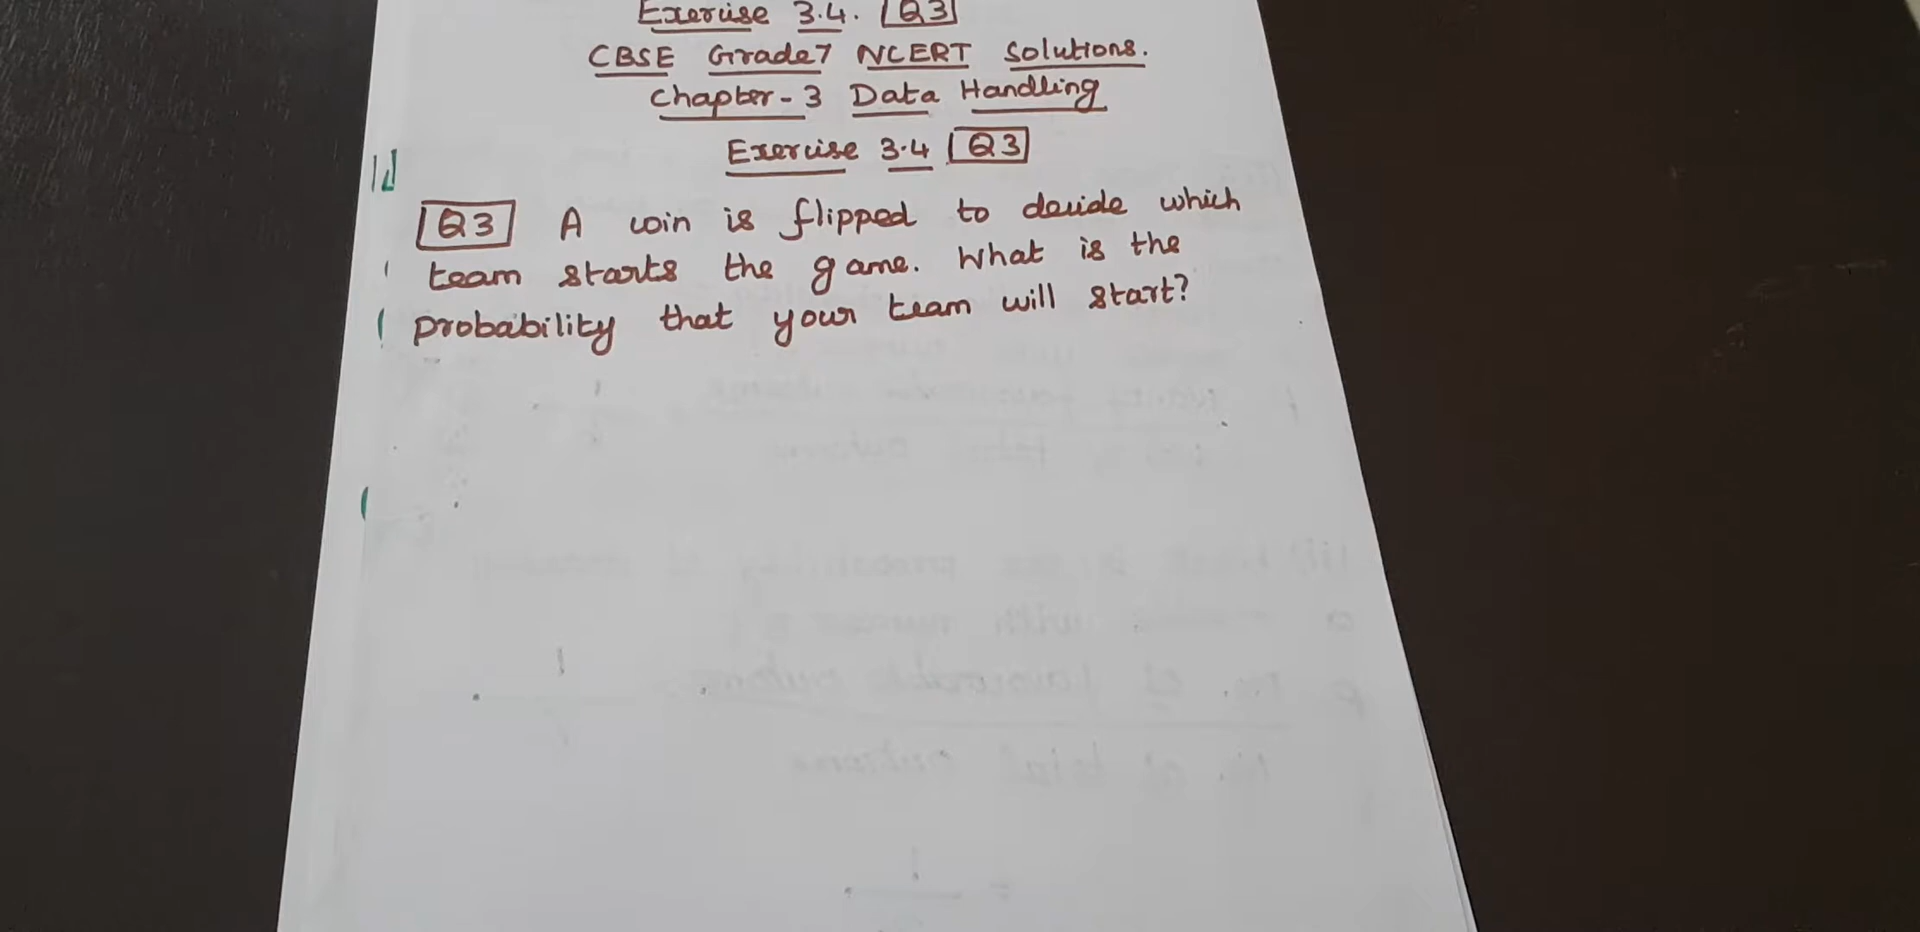 Exercise 3.4. Q3
CBSE Grade7 NCERT Solutions.
Chapter-3 Data Handling
Exercise 3.4 Q3
Q3 A coin is flipped to decide which
team starts the game. What is the
probability that your team will start?